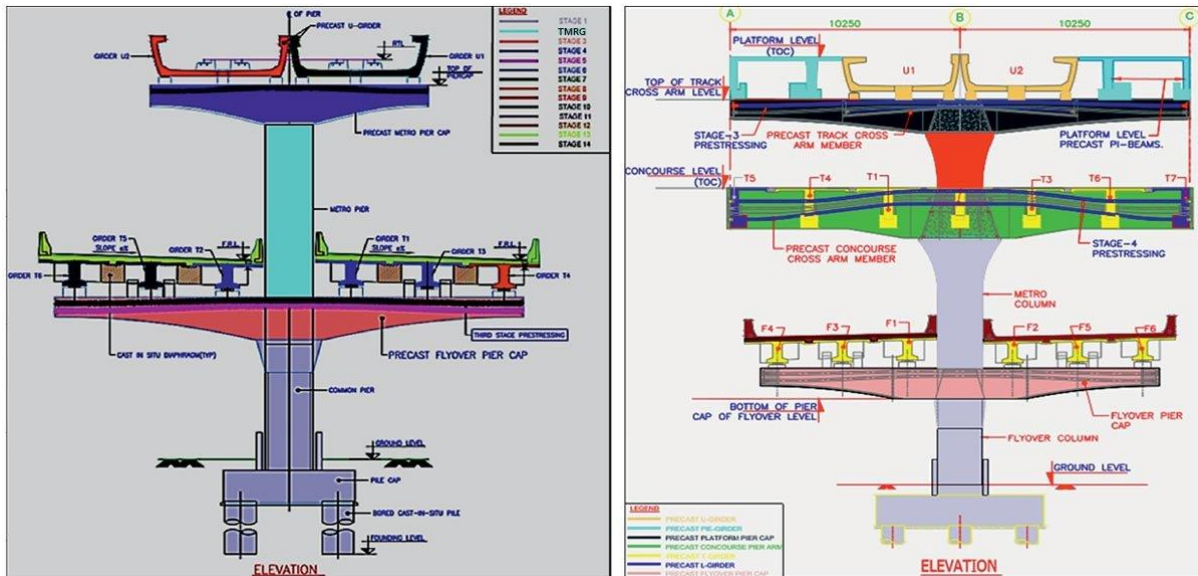 ℄ OF PIER
PRECAST U-GIRDER
GIRDER U2
RTL
GIRDER U1
TOP OF
PIERCAP
PRECAST METRO PIER CAP
LEGEND
STAGE 1
TMRG
STAGE 3
STAGE 4
STAGE 5
STAGE 6
STAGE 7
STAGE 8
STAGE 9
STAGE 10
STAGE 11
STAGE 12
STAGE 13
STAGE 14
METRO PIER
GIRDER T5
SLOPE
GIRDER T2
F.R.L
GIRDER T1
SLOPE
GIRDER T3
F.R.L
GIRDER T6
GIRDER T4
CAST IN SITU DIAPHRAGM(TYP)
THIRD STAGE PRESTRESSING
PRECAST FLYOVER PIER CAP
COMMON PIER
GROUND LEVEL
PILE CAP
BORED CAST-IN-SITU PILE
FOUNDING LEVEL
ELEVATION
A
B
C
10250
10250
PLATFORM LEVEL
(TOC)
U1
U2
TOP OF TRACK
CROSS ARM LEVEL
STAGE-3
PRESTRESSING
PRECAST TRACK CROSS
ARM MEMBER
PLATFORM LEVEL
PRECAST PI-BEAMS.
CONCOURSE LEVEL
(TOC)
T5
T4
T1
T3
T6
T7
PRECAST CONCOURSE
CROSS ARM MEMBER
STAGE-4
PRESTRESSING
METRO
COLUMN
F4
F3
F1
F2
F5
F6
BOTTOM OF PIER
CAP OF FLYOVER LEVEL
FLYOVER PIER
CAP
FLYOVER COLUMN
GROUND LEVEL
LEGEND
PRECAST U-GIRDER
PRECAST PIE-GIRDER
PRECAST PLATFORM PIER CAP
PRECAST CONCOURSE PIER ARM
PRECAST T-GIRDER
PRECAST L-GIRDER
PRECAST FLYOVER PIER CAP
ELEVATION